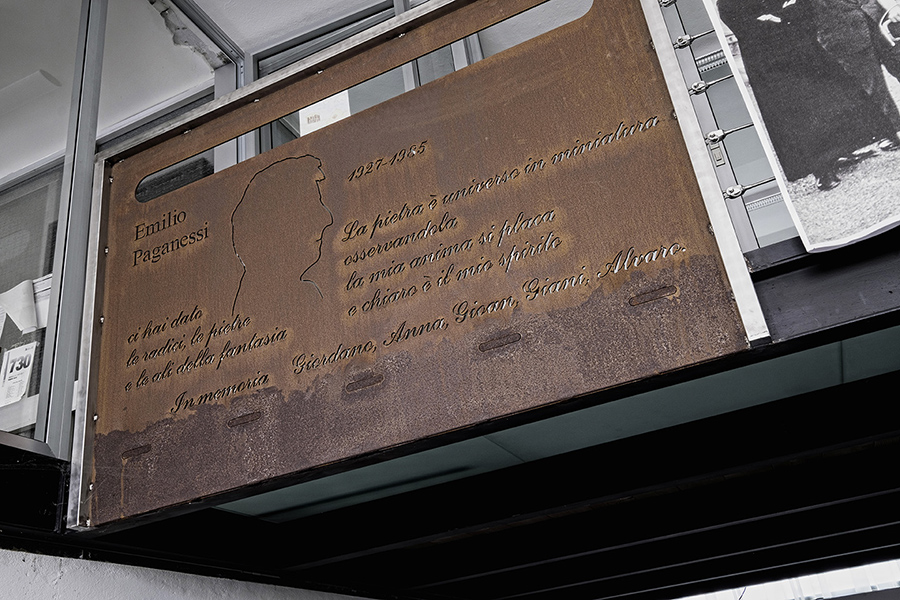 Emilio
Paganessi
1927-1985
La pietra è universo in miniatura
osservandola
la mia anima si placa
e chiaro è il mio spirito
ci hai dato
le radici, le pietre
e le ali della fantasia
In memoria Giordano, Anna, Gioan, Giani, Alvaro.
730